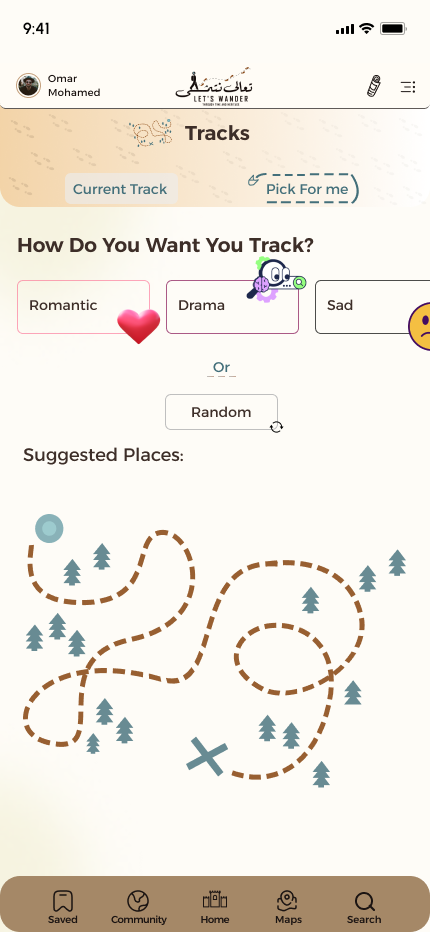 9:41
Omar
Mohamed
تعالى نتمشى
LET'S WANDER
Tracks
Current Track
Pick For me
How Do You Want You Track?
Romantic
Drama
Sad
Or
Random
Suggested Places:
Saved
Community
Home
Maps
Search